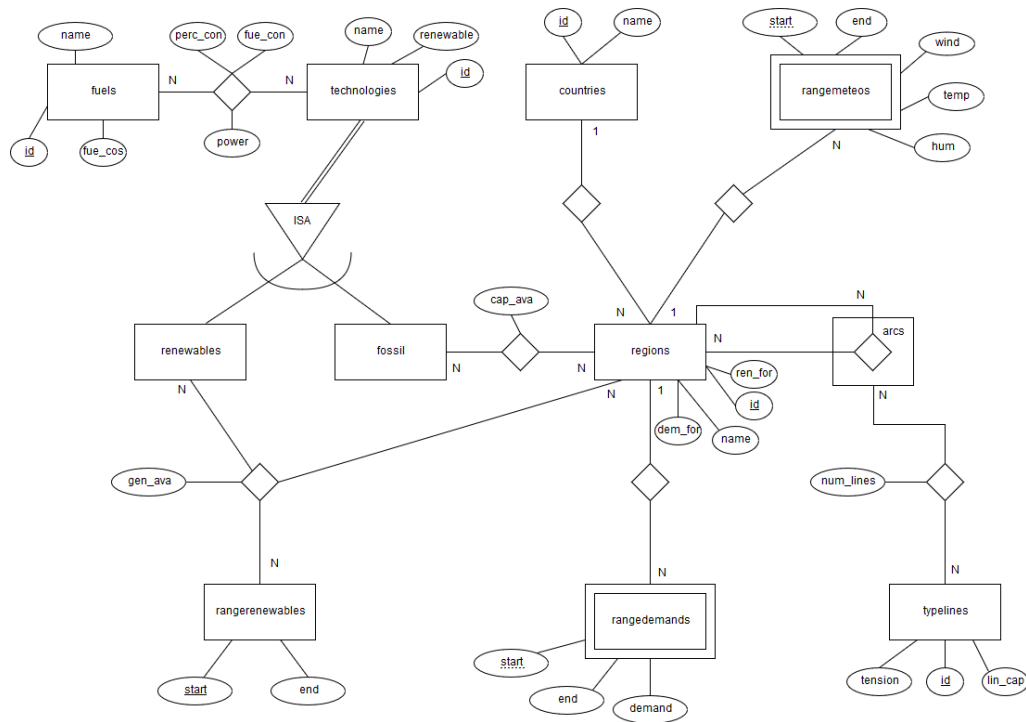 name
perc_con
fue_con
name
renewable
id
name
start
end
wind
N
N
id
fuels
technologies
countries
rangemeteos
temp
id
fue_cos
power
1
N
hum
ISA
cap_ava
N
1
N
arcs
N
renewables
fossil
regions
N
N
ren_for
N
N
1
N
id
dem_for
name
gen_ava
num_lines
N
N
N
rangerenewables
rangedemands
typelines
start
end
start
end
demand
tension
id
lin_cap